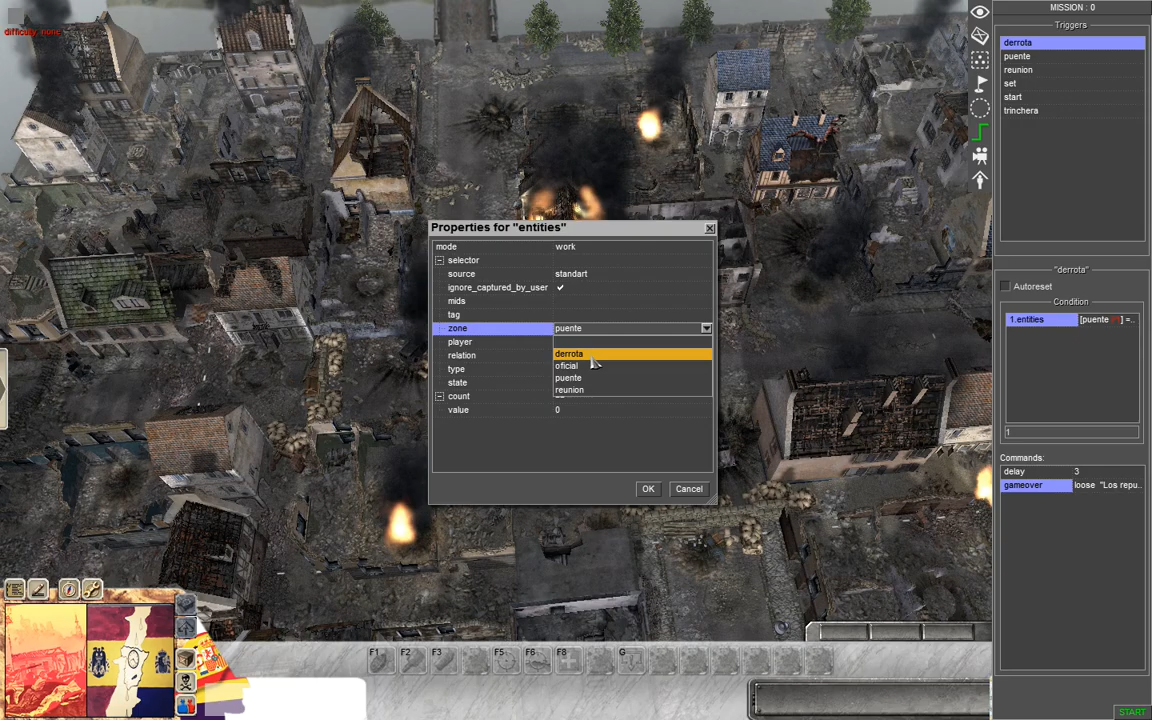 difficulty: none
MISSION : 0
Triggers
derrota
puente
reunion
set
start
trinchera
"derrota"
Autoreset
Condition
1.entities [puente
] =..
1
Commands:
delay 3
gameover loose "Los repu..
START
Properties for "entities"
mode work
selector
source standart
ignore_captured_by_user
mids
tag
zone puente
player
relation
type
state
count
value 0
derrota
oficial
puente
reunion
OK Cancel
F1 F2 F3 F5 F6 F8 G